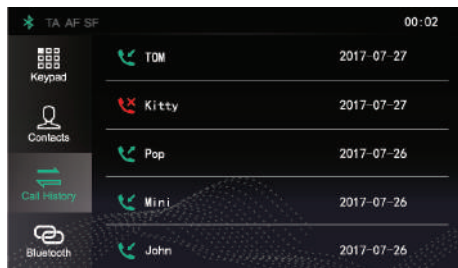 TA AF SF 00:02
Keypad
Contacts
Call History
Bluetooth
TOM 2017-07-27
Kitty 2017-07-27
Pop 2017-07-26
Mini 2017-07-26
John 2017-07-26